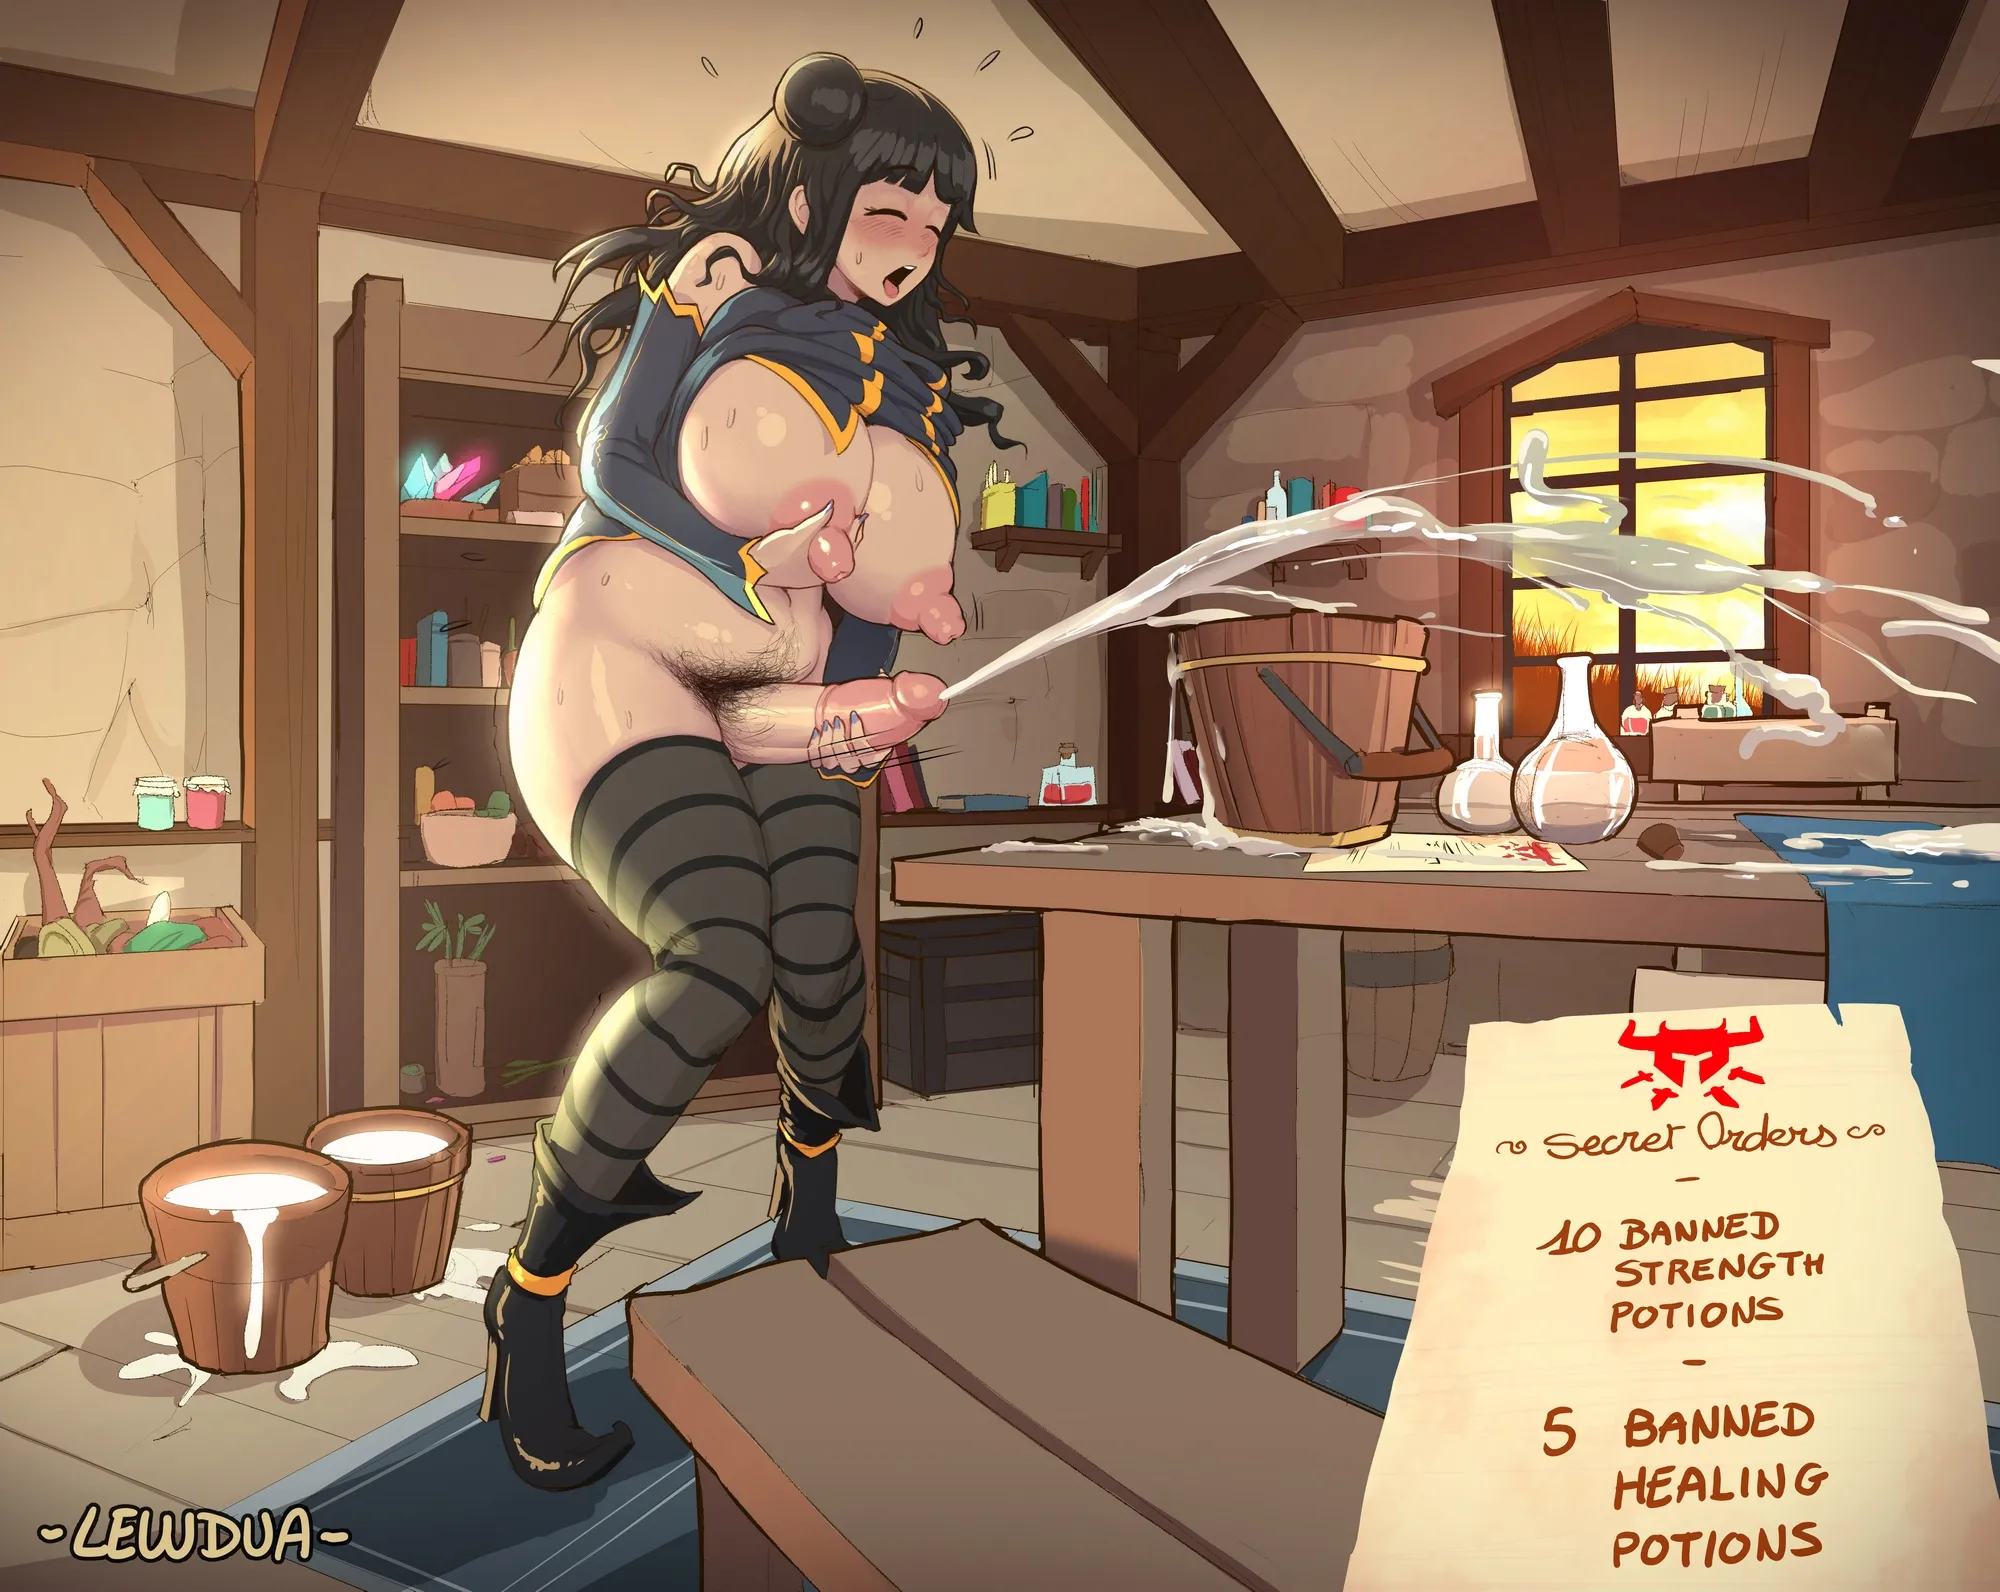 Secret Orders
-
10 BANNED
STRENGTH
POTIONS
-
5 BANNED
HEALING
POTIONS
-LEWDUA-